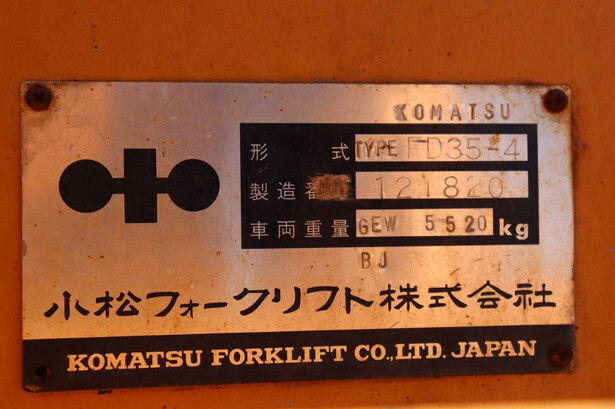 KOMATSU
形 式 TYPE FD35-4
製造番 121820
車両重量 GEW 5520 kg
BJ
小松フォークリフト株式会社
KOMATSU FORKLIFT CO.,LTD. JAPAN